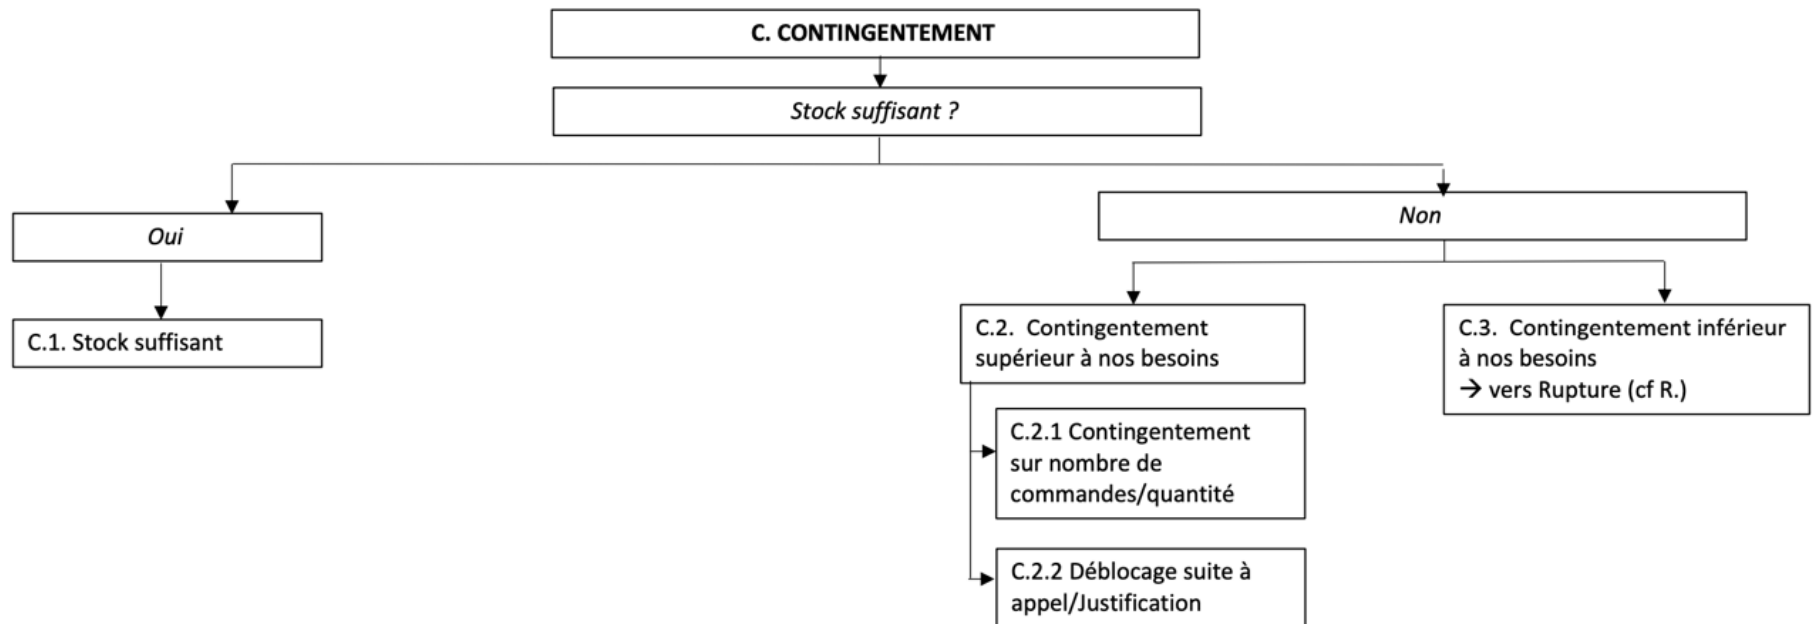 C. CONTINGENTEMENT
Stock suffisant ?
Oui
Non
C.1. Stock suffisant
C.2. Contingentement
supérieur à nos besoins
C.3. Contingentement inférieur
à nos besoins
→ vers Rupture (cf R.)
C.2.1 Contingentement
sur nombre de
commandes/quantité
C.2.2 Déblocage suite à
appel/Justification